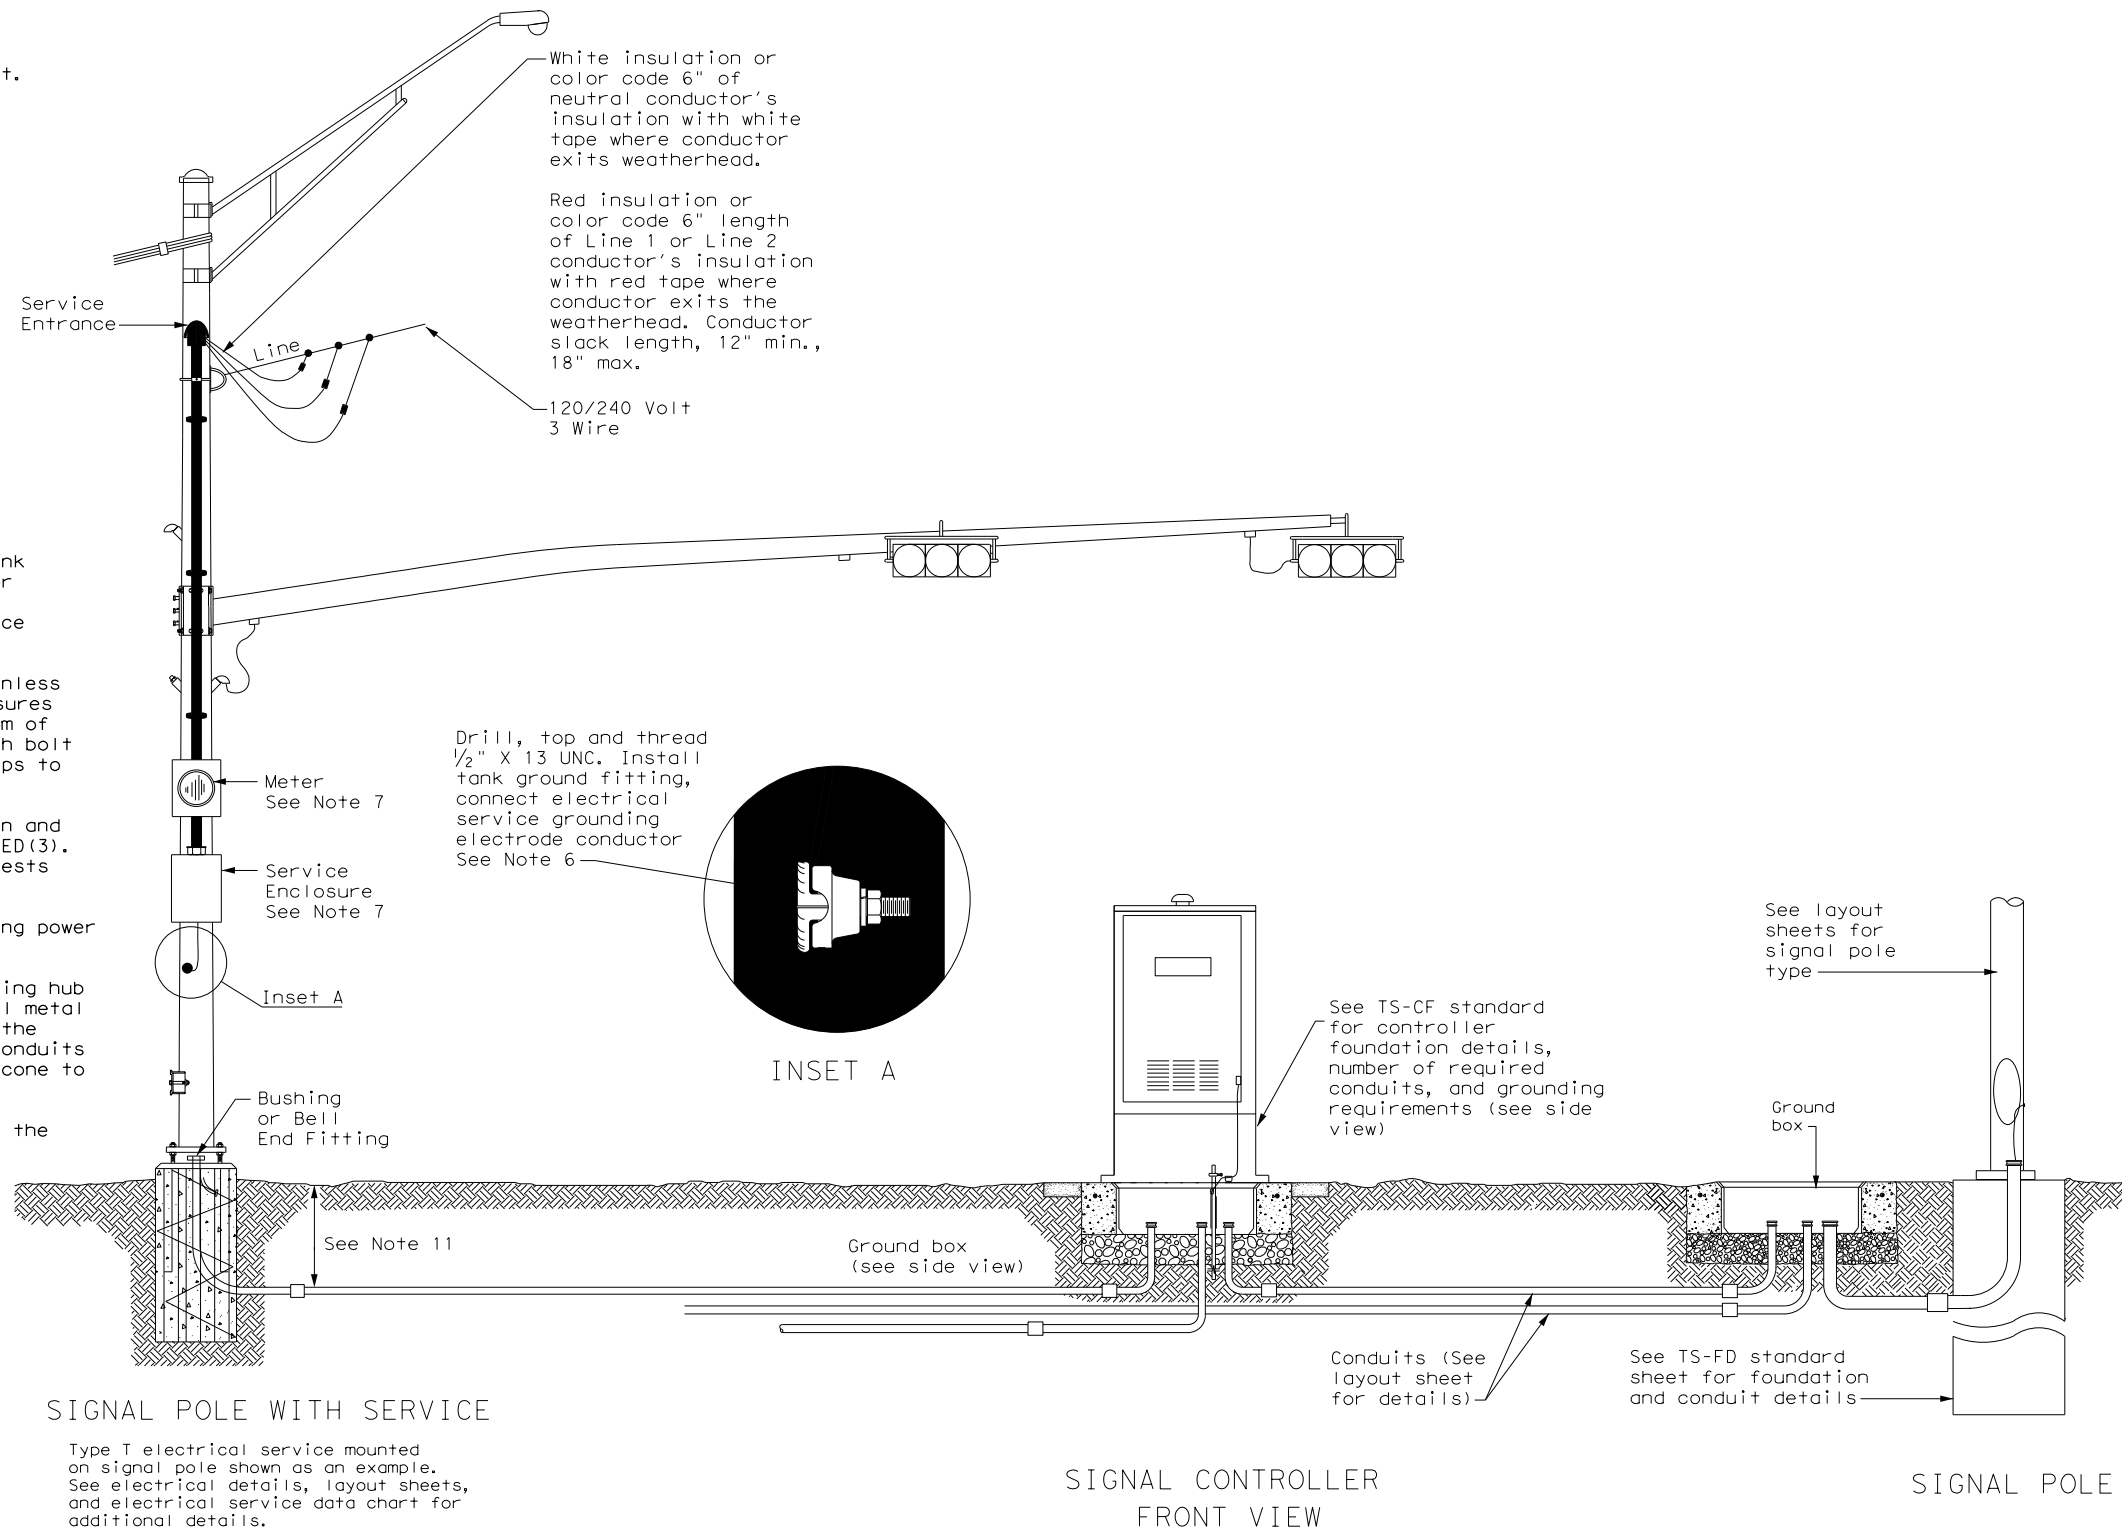 t.
nk
r
ce
nless
sures
m of
h bolt
ps to
n and
ED(3).
ests
ng power
ing hub
l metal
the
onduits
cone to
the
White insulation or
color code 6" of
neutral conductor's
insulation with white
tape where conductor
exits weatherhead.
Red insulation or
color code 6" length
of Line 1 or Line 2
conductor's insulation
with red tape where
conductor exits the
weatherhead. Conductor
slack length, 12" min.,
18" max.
120/240 Volt
3 Wire
Service
Entrance
Line
Meter
See Note 7
Service
Enclosure
See Note 7
Inset A
Bushing
or Bell
End Fitting
See Note 11
Drill, top and thread
1/2" X 13 UNC. Install
tank ground fitting,
connect electrical
service grounding
electrode conductor
See Note 6
INSET A
See TS-CF standard
for controller
foundation details,
number of required
conduits, and grounding
requirements (see side
view)
See layout
sheets for
signal pole
type
Ground
box
Ground box
(see side view)
Conduits (See
layout sheet
for details)
See TS-FD standard
sheet for foundation
and conduit details
SIGNAL POLE WITH SERVICE
Type T electrical service mounted
on signal pole shown as an example.
See electrical details, layout sheets,
and electrical service data chart for
additional details.
SIGNAL CONTROLLER
FRONT VIEW
SIGNAL POLE